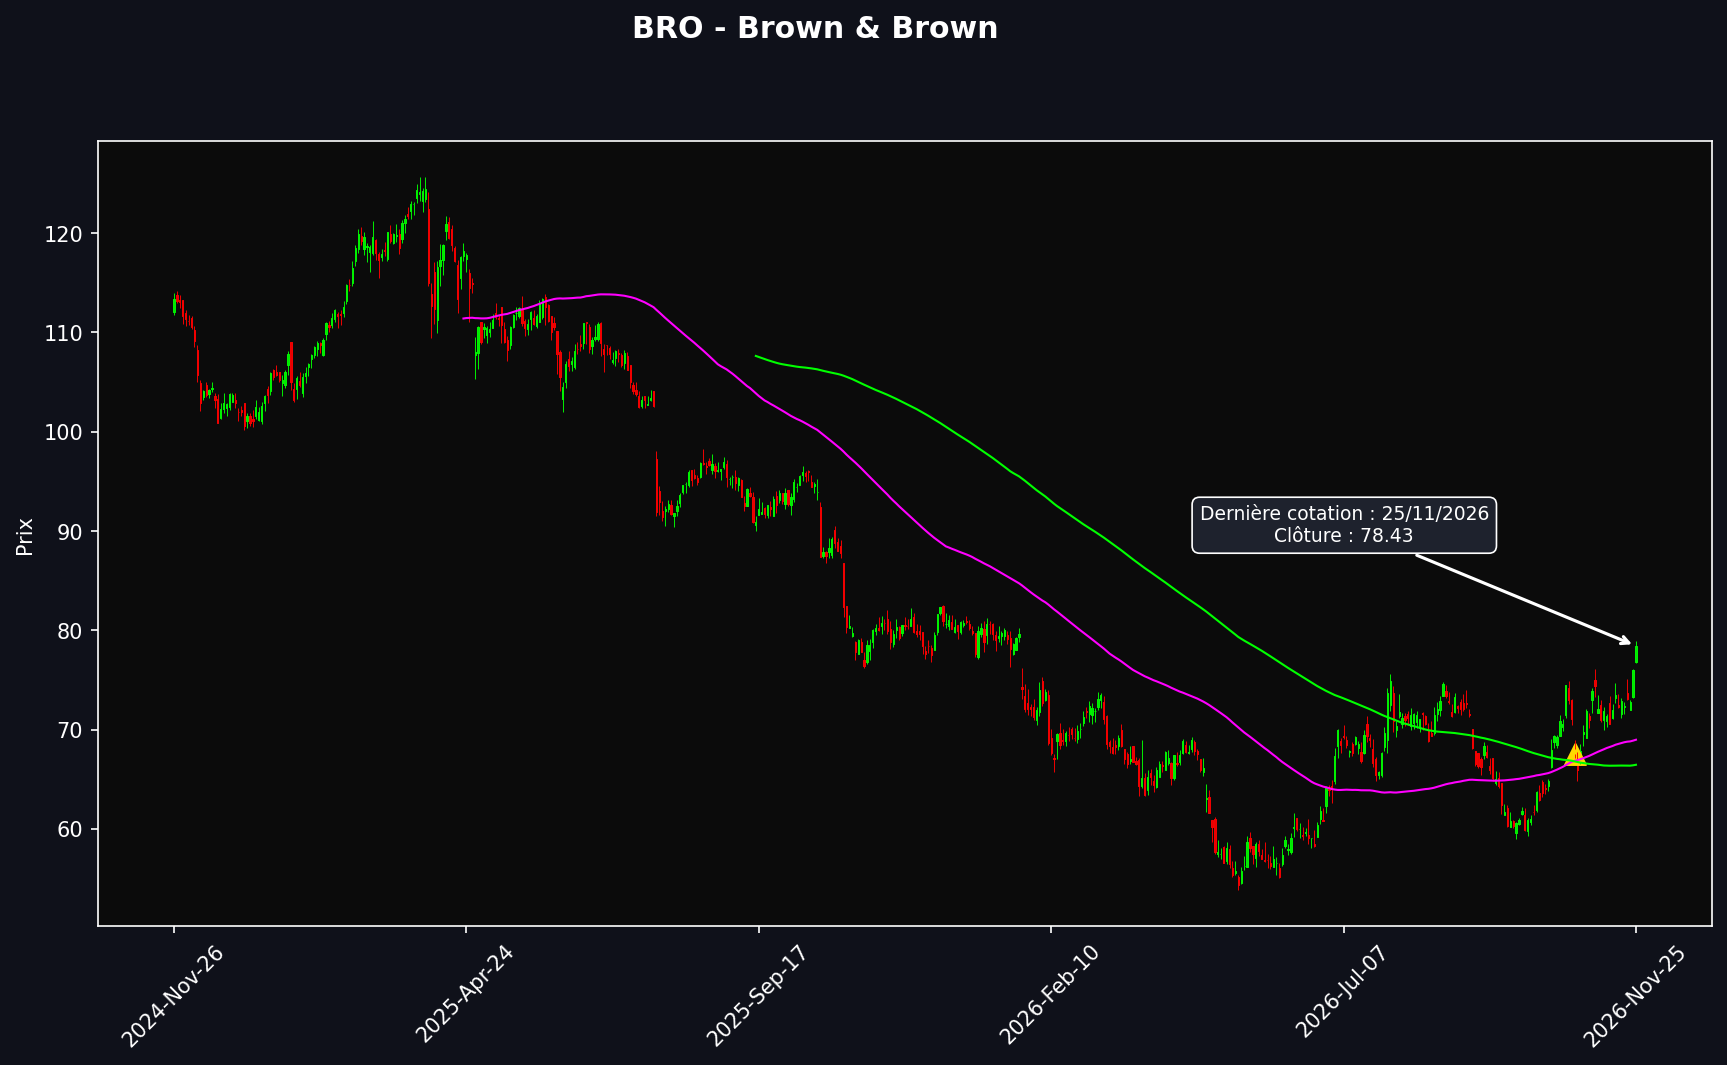 BRO - Brown & Brown
120
110
100
90
80
70
60
Prix
Dernière cotation : 25/11/2026
Clôture : 78.43
2024-Nov-26
2025-Apr-24
2025-Sep-17
2026-Feb-10
2026-Jul-07
2026-Nov-25